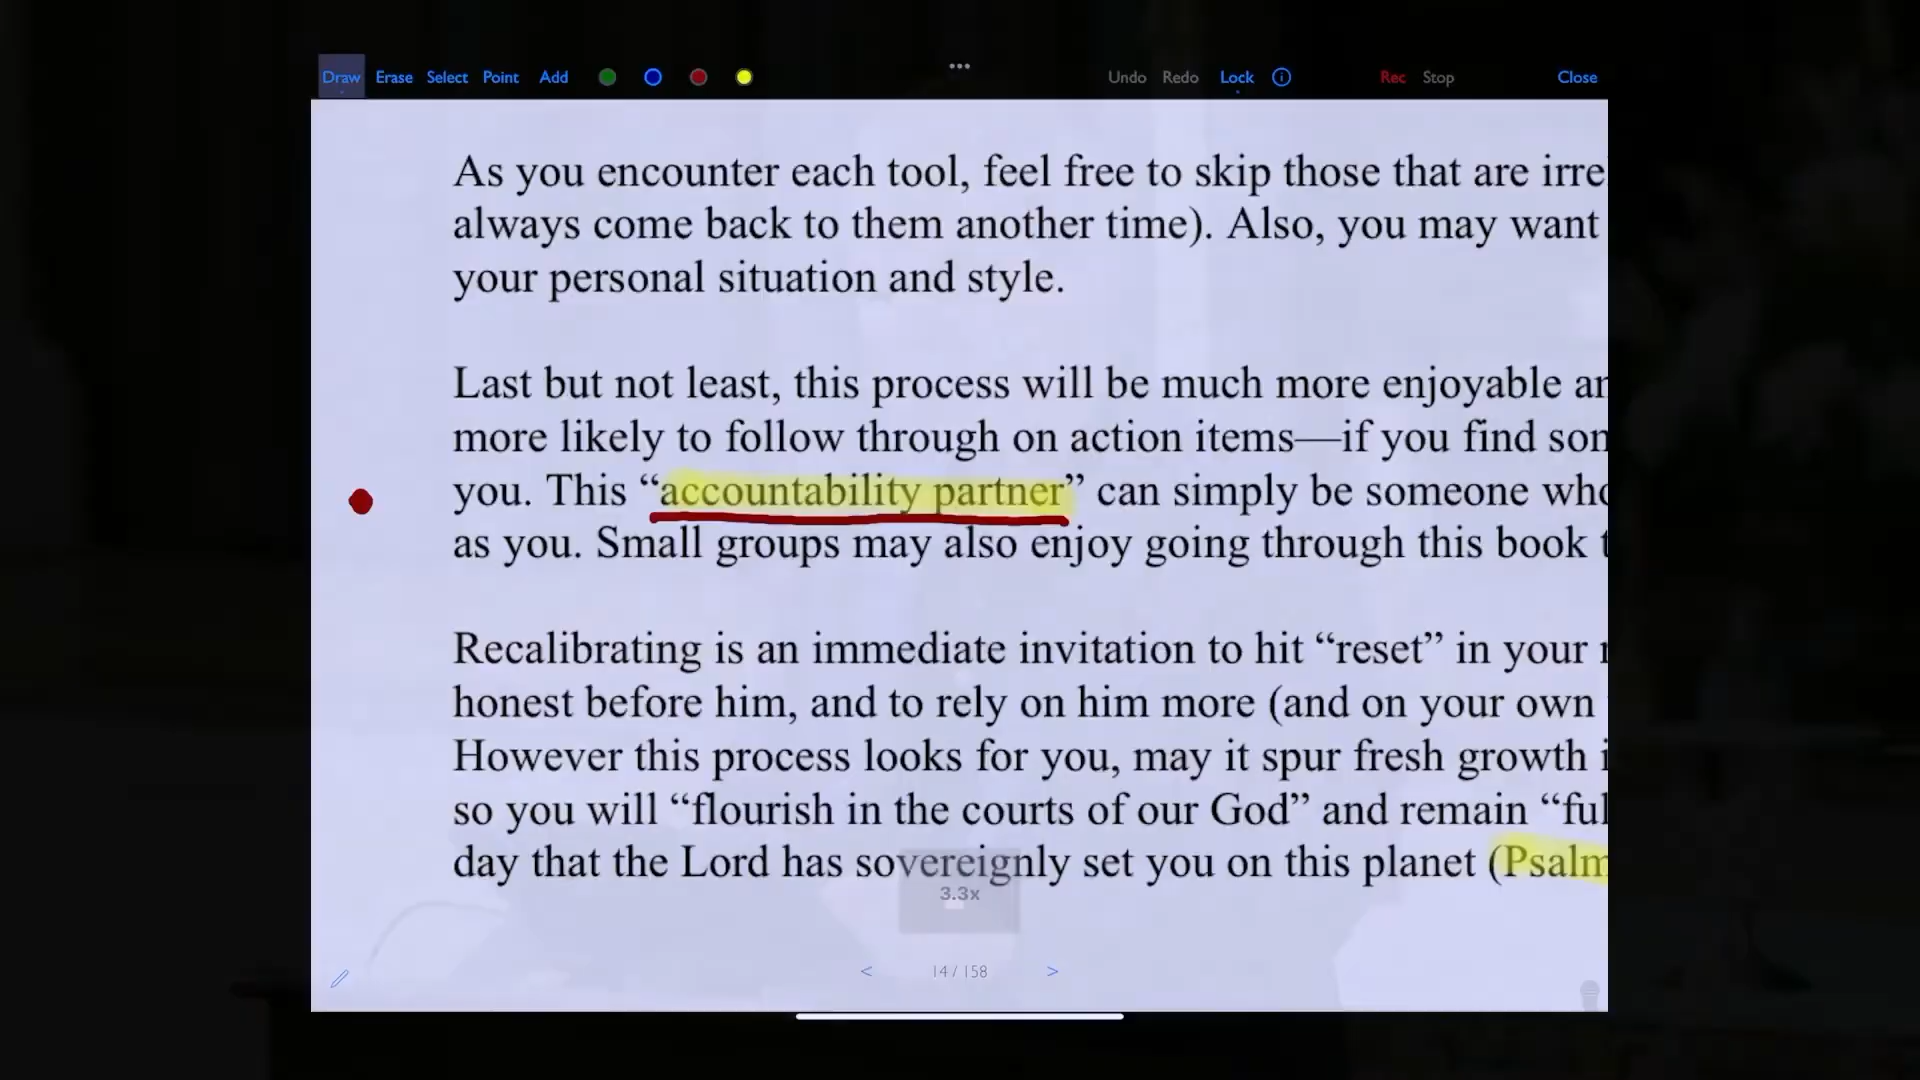 Draw Erase Select Point Add ... Undo Redo Lock Rec Stop Close
As you encounter each tool, feel free to skip those that are irre
always come back to them another time). Also, you may want
your personal situation and style.
Last but not least, this process will be much more enjoyable an
more likely to follow through on action items—if you find som
you. This “accountability partner” can simply be someone who
as you. Small groups may also enjoy going through this book t
Recalibrating is an immediate invitation to hit “reset” in your r
honest before him, and to rely on him more (and on your own
However this process looks for you, may it spur fresh growth i
so you will “flourish in the courts of our God” and remain “ful
day that the Lord has sovereignly set you on this planet (Psalm
3.3x
< 14 / 158 >